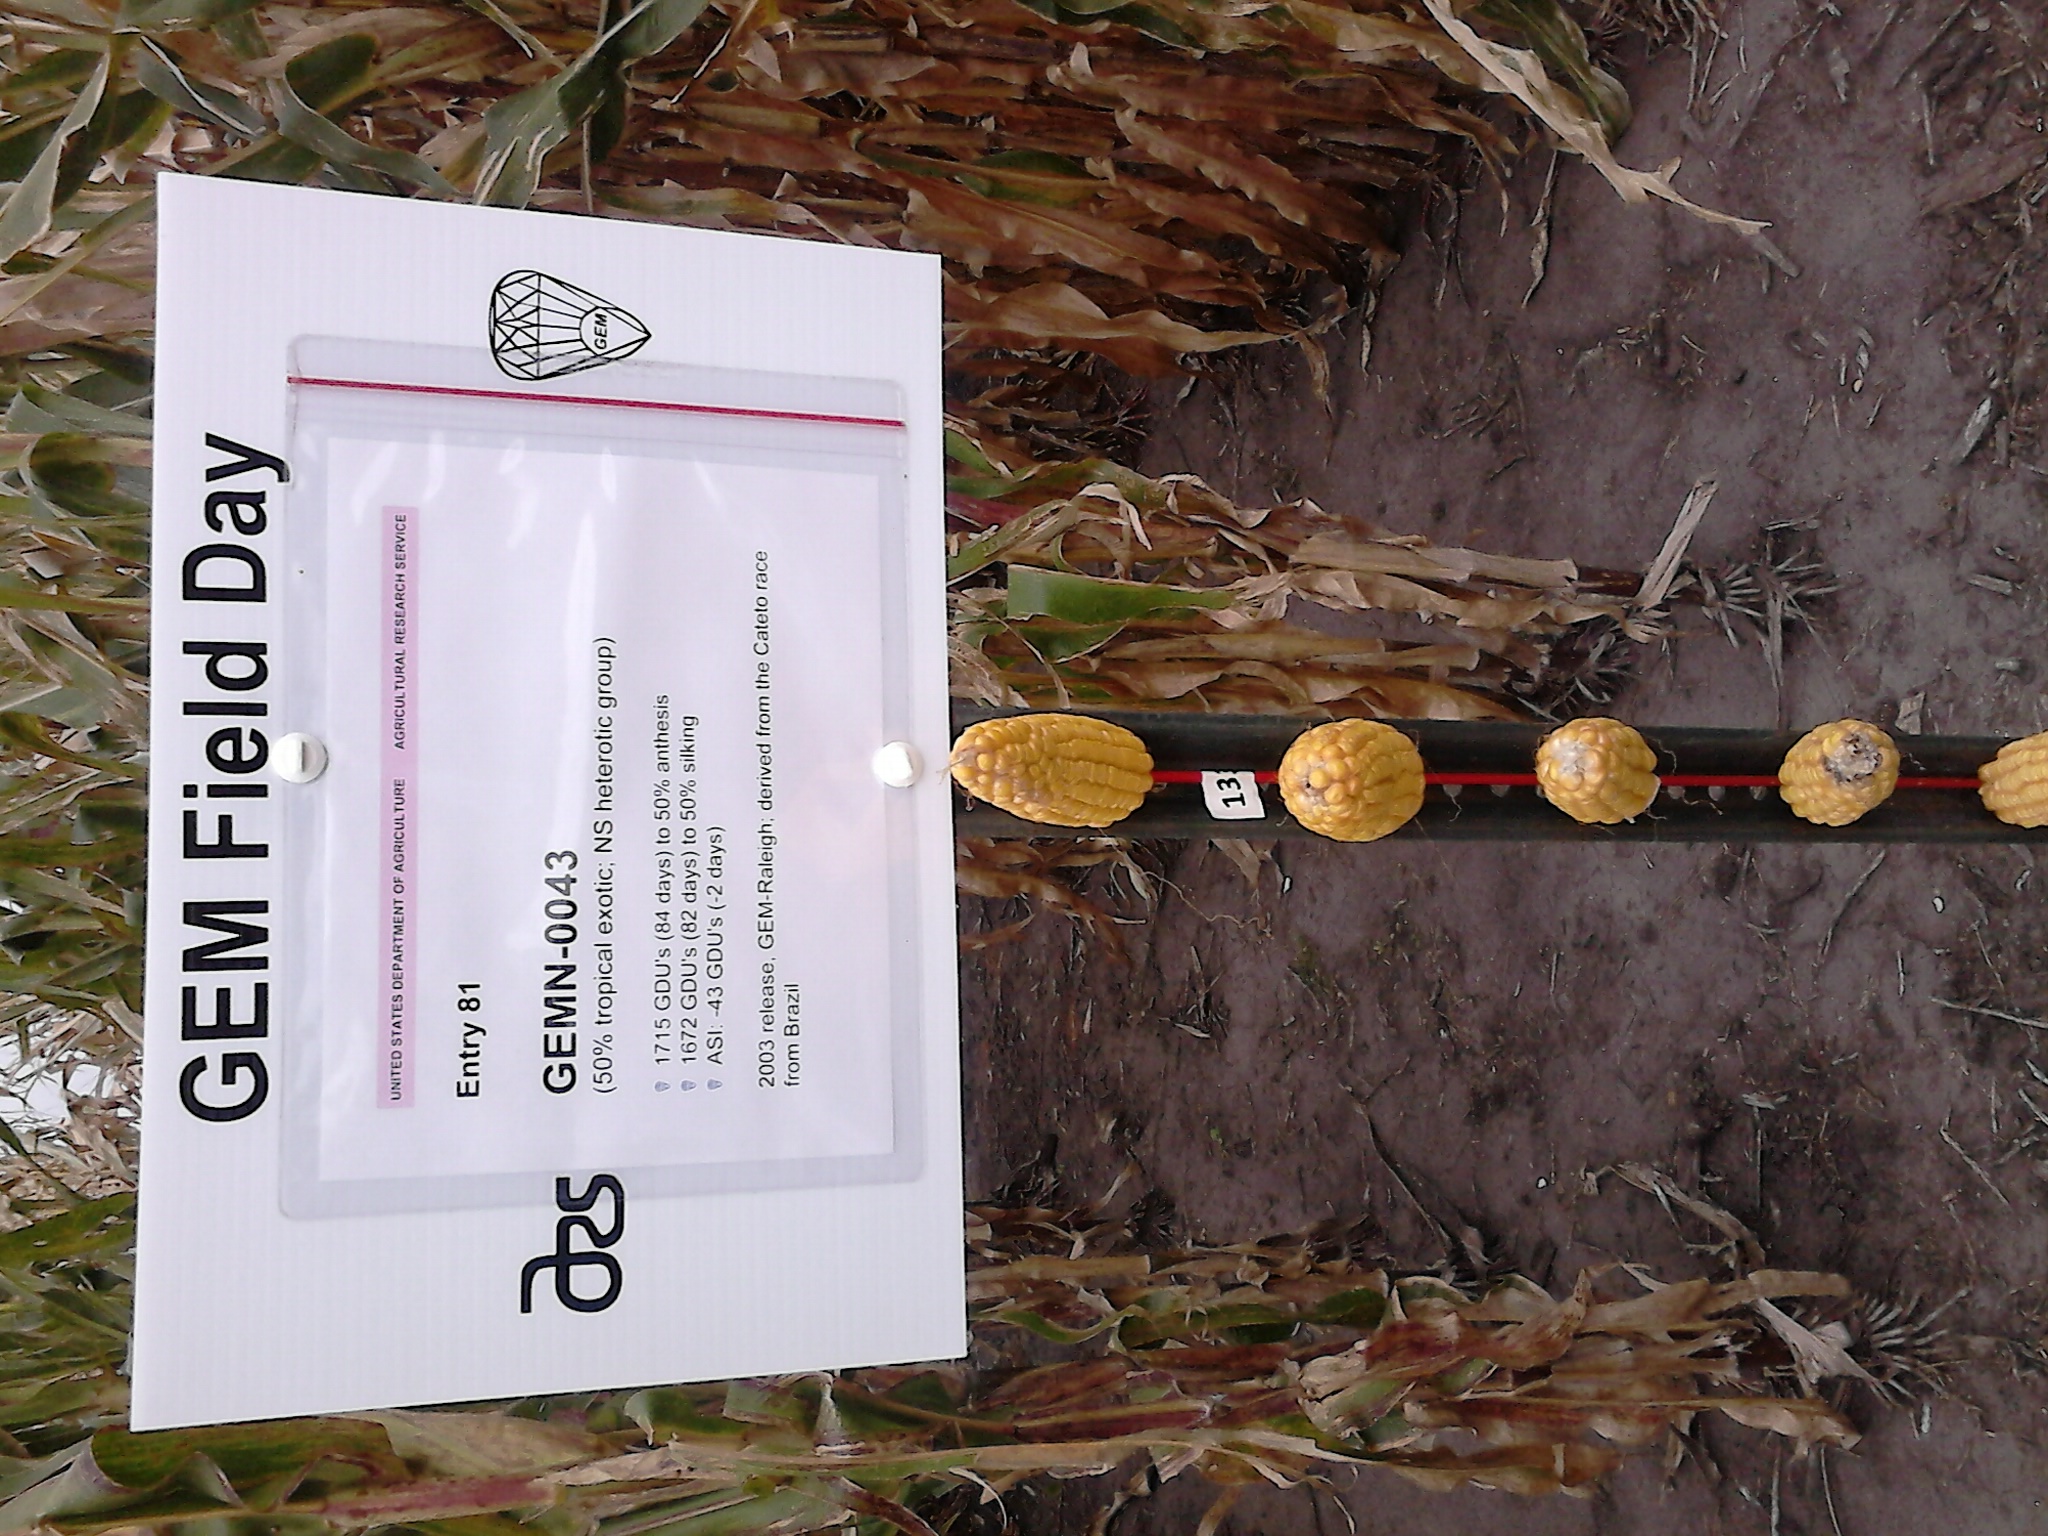 GEM Field Day
UNITED STATES DEPARTMENT OF AGRICULTURE AGRICULTURAL RESEARCH SERVICE
Entry 81
ars
GEMN-0043
(50% tropical exotic; NS heterotic group)
GEM
1715 GDU's (84 days) to 50% anthesis
1672 GDU's (82 days) to 50% silking
ASI: -43 GDU's (-2 days)
2003 release, GEM-Raleigh; derived from the Cateto race
from Brazil